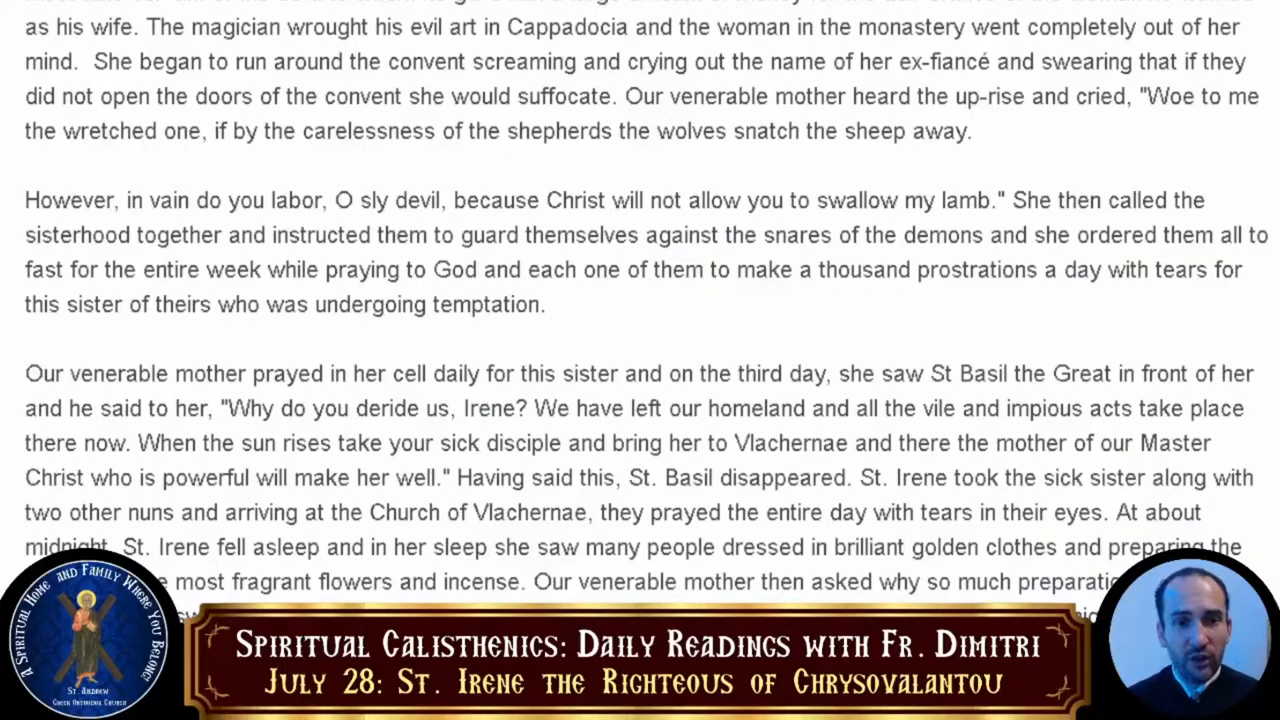 as his wife. The magician wrought his evil art in Cappadocia and the woman in the monastery went completely out of her
mind.  She began to run around the convent screaming and crying out the name of her ex-fiancé and swearing that if they
did not open the doors of the convent she would suffocate. Our venerable mother heard the up-rise and cried, "Woe to me
the wretched one, if by the carelessness of the shepherds the wolves snatch the sheep away.
However, in vain do you labor, O sly devil, because Christ will not allow you to swallow my lamb." She then called the
sisterhood together and instructed them to guard themselves against the snares of the demons and she ordered them all to
fast for the entire week while praying to God and each one of them to make a thousand prostrations a day with tears for
this sister of theirs who was undergoing temptation.
Our venerable mother prayed in her cell daily for this sister and on the third day, she saw St Basil the Great in front of her
and he said to her, "Why do you deride us, Irene? We have left our homeland and all the vile and impious acts take place
there now. When the sun rises take your sick disciple and bring her to Vlachernae and there the mother of our Master
Christ who is powerful will make her well." Having said this, St. Basil disappeared. St. Irene took the sick sister along with
two other nuns and arriving at the Church of Vlachernae, they prayed the entire day with tears in their eyes. At about
midnight, St. Irene fell asleep and in her sleep she saw many people dressed in brilliant golden clothes and preparing the
most fragrant flowers and incense. Our venerable mother then asked why so much
A Spiritual Home and Family Where You Belong!
St. Andrew
Greek Orthodox Church
Spiritual Calisthenics: Daily Readings with Fr. Dimitri
July 28: St. Irene the Righteous of Chrysovalantou